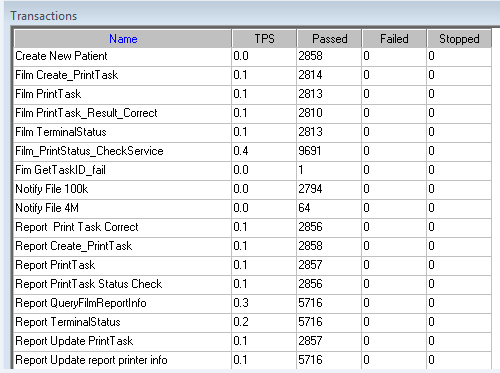 Transactions
Name TPS Passed Failed Stopped
Create New Patient 0.0 2858 0 0
Film Create_PrintTask 0.1 2814 0 0
Film PrintTask 0.1 2813 0 0
Film PrintTask_Result_Correct 0.1 2810 0 0
Film TerminalStatus 0.1 2813 0 0
Film_PrintStatus_CheckService 0.4 9691 0 0
Fim GetTaskID_fail 0.0 1 0 0
Notify File 100k 0.0 2794 0 0
Notify File 4M 0.0 64 0 0
Report  Print Task Correct 0.1 2856 0 0
Report Create_PrintTask 0.1 2858 0 0
Report PrintTask 0.1 2857 0 0
Report PrintTask Status Check 0.1 2856 0 0
Report QueryFilmReportInfo 0.3 5716 0 0
Report TerminalStatus 0.2 5716 0 0
Report Update PrintTask 0.1 2857 0 0
Report Update report printer info 0.1 5716 0 0